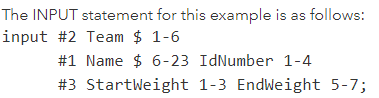 The INPUT statement for this example is as follows:
input #2 Team $ 1-6
#1 Name $ 6-23 IdNumber 1-4
#3 StartWeight 1-3 EndWeight 5-7;